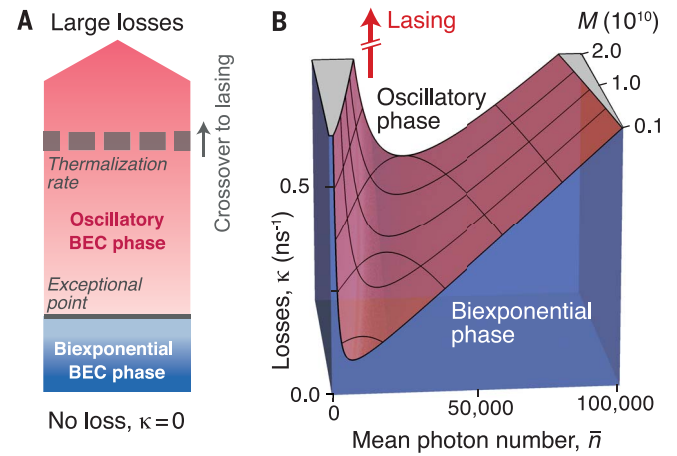 A
Large losses
Thermalization
rate
Oscillatory
BEC phase
Exceptional
point
Biexponential
BEC phase
No loss, κ=0
Crossover to lasing
B
Lasing
M (10¹⁰)
2.0
1.0
0.1
Oscillatory
phase
Biexponential
phase
Losses, κ (ns⁻¹)
0.5
0.0
0
50,000
100,000
Mean photon number, n̄